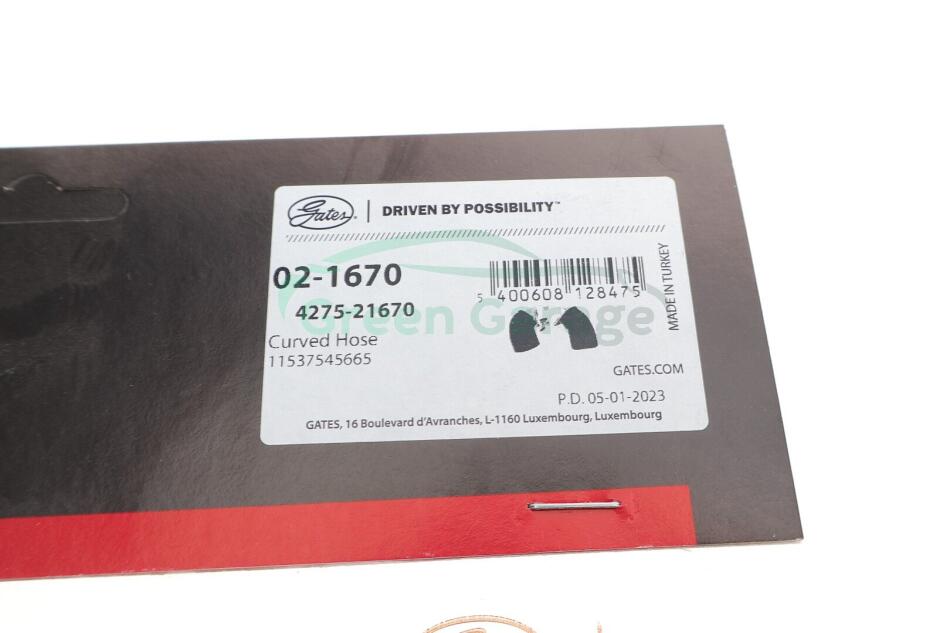 Gates® | DRIVEN BY POSSIBILITY™
02-1670
4275-21670
Curved Hose
11537545665
5 400608 128475
MADE IN TURKEY
Green Garage
GATES.COM
P.D. 05-01-2023
GATES, 16 Boulevard d'Avranches, L-1160 Luxembourg, Luxembourg